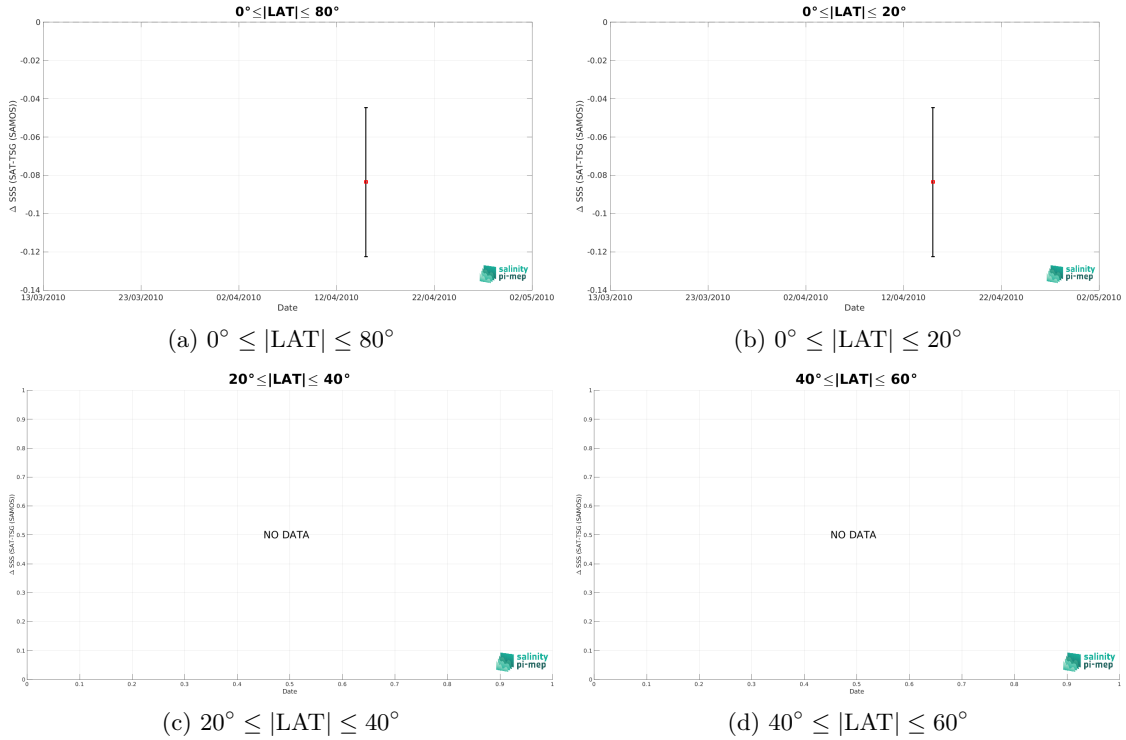 0°≤|LAT|≤ 80°
0
-0.02
-0.04
-0.06
-0.08
-0.1
-0.12
-0.14
Δ SSS (SAT-TSG (SAMOS))
13/03/2010 23/03/2010 02/04/2010 12/04/2010 22/04/2010 02/05/2010
Date
salinity
pi-mep
(a) 0° ≤ |LAT| ≤ 80°
0°≤|LAT|≤ 20°
0
-0.02
-0.04
-0.06
-0.08
-0.1
-0.12
-0.14
Δ SSS (SAT-TSG (SAMOS))
13/03/2010 23/03/2010 02/04/2010 12/04/2010 22/04/2010 02/05/2010
Date
salinity
pi-mep
(b) 0° ≤ |LAT| ≤ 20°
20°≤|LAT|≤ 40°
1
0.9
0.8
0.7
0.6
0.5
0.4
0.3
0.2
0.1
0
Δ SSS (SAT-TSG (SAMOS))
NO DATA
0 0.1 0.2 0.3 0.4 0.5 0.6 0.7 0.8 0.9 1
Date
salinity
pi-mep
(c) 20° ≤ |LAT| ≤ 40°
40°≤|LAT|≤ 60°
1
0.9
0.8
0.7
0.6
0.5
0.4
0.3
0.2
0.1
0
Δ SSS (SAT-TSG (SAMOS))
NO DATA
0 0.1 0.2 0.3 0.4 0.5 0.6 0.7 0.8 0.9 1
Date
salinity
pi-mep
(d) 40° ≤ |LAT| ≤ 60°